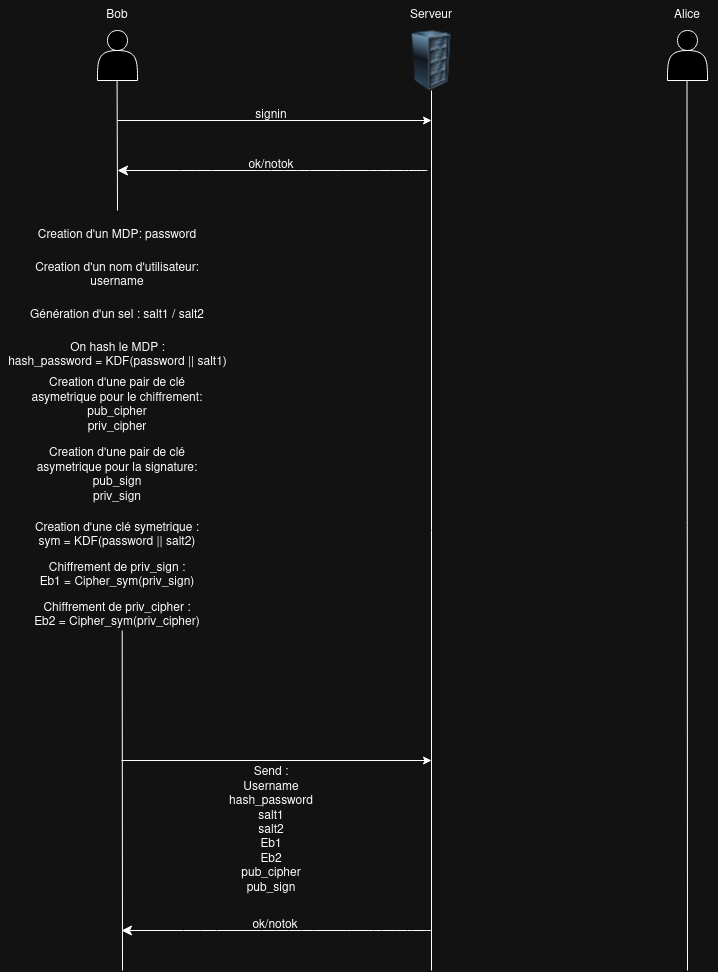 Bob
Serveur
Alice
signin
ok/notok
Creation d'un MDP: password
Creation d'un nom d'utilisateur:
username
Génération d'un sel : salt1 / salt2
On hash le MDP :
hash_password = KDF(password || salt1)
Creation d'une pair de clé
asymetrique pour le chiffrement:
pub_cipher
priv_cipher
Creation d'une pair de clé
asymetrique pour la signature:
pub_sign
priv_sign
Creation d'une clé symetrique :
sym = KDF(password || salt2)
Chiffrement de priv_sign :
Eb1 = Cipher_sym(priv_sign)
Chiffrement de priv_cipher :
Eb2 = Cipher_sym(priv_cipher)
Send :
Username
hash_password
salt1
salt2
Eb1
Eb2
pub_cipher
pub_sign
ok/notok